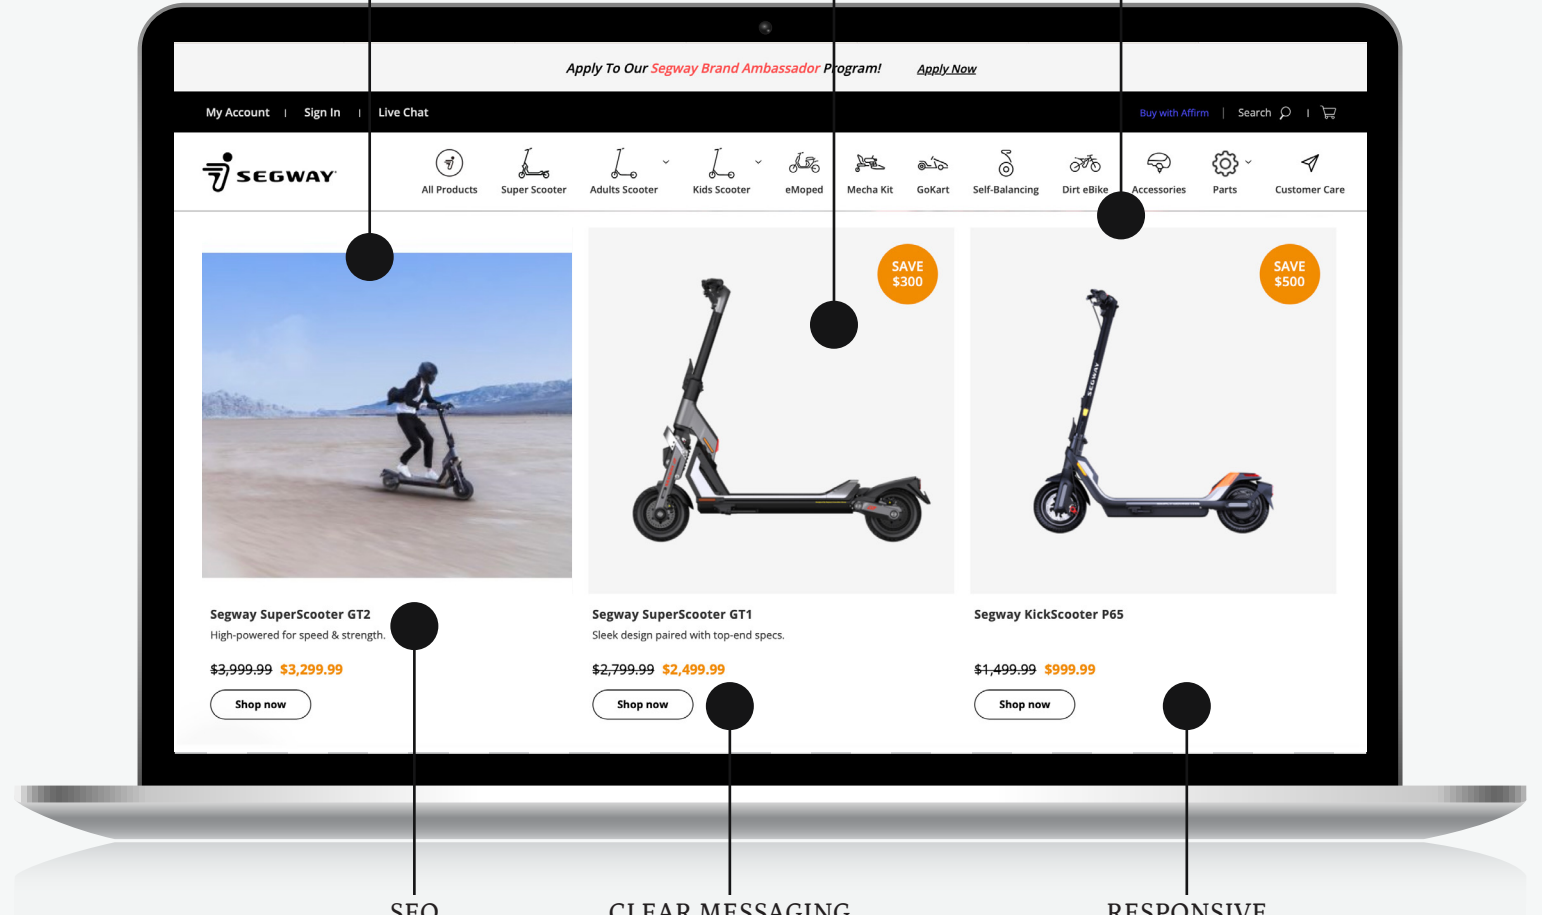 Apply To Our Segway Brand Ambassador Program! Apply Now
My Account | Sign In | Live Chat
Buy with Affirm | Search |
SEGWAY
All Products Super Scooter Adults Scooter Kids Scooter eMoped Mecha Kit GoKart Self-Balancing Dirt eBike Accessories Parts Customer Care
SAVE
$300
SAVE
$500
SEGWAY
Segway SuperScooter GT2
High-powered for speed & strength.
$3,999.99 $3,299.99
Shop now
Segway SuperScooter GT1
Sleek design paired with top-end specs.
$2,799.99 $2,499.99
Shop now
Segway KickScooter P65
$1,499.99 $999.99
Shop now
SEO
CLEAR MESSAGING
RESPONSIVE